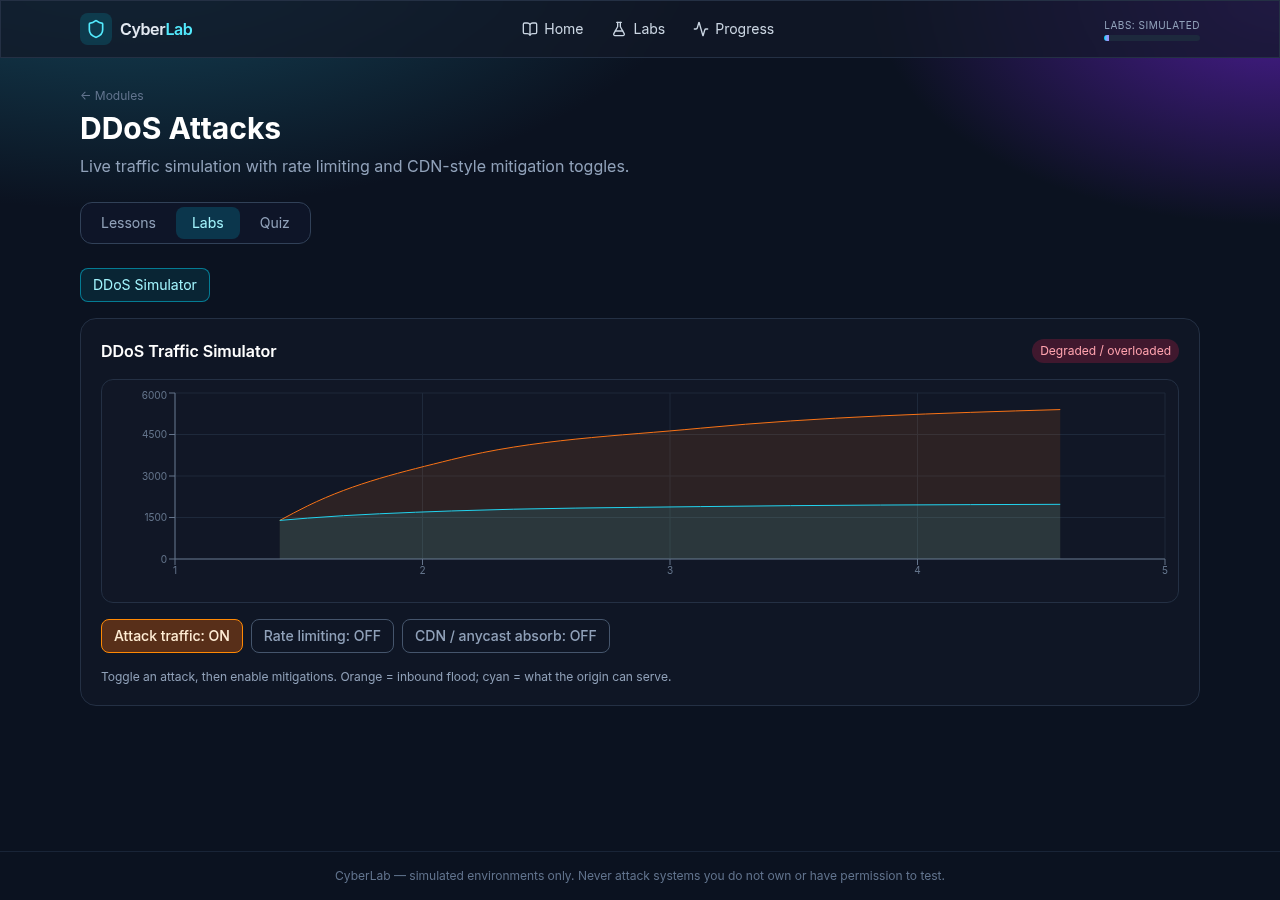 CyberLab
Home
Labs
Progress
LABS: SIMULATED
← Modules
DDoS Attacks
Live traffic simulation with rate limiting and CDN-style mitigation toggles.
Lessons
Labs
Quiz
DDoS Simulator
DDoS Traffic Simulator
Degraded / overloaded
6000
4500
3000
1500
0
1
2
3
4
5
Attack traffic: ON
Rate limiting: OFF
CDN / anycast absorb: OFF
Toggle an attack, then enable mitigations. Orange = inbound flood; cyan = what the origin can serve.
CyberLab — simulated environments only. Never attack systems you do not own or have permission to test.